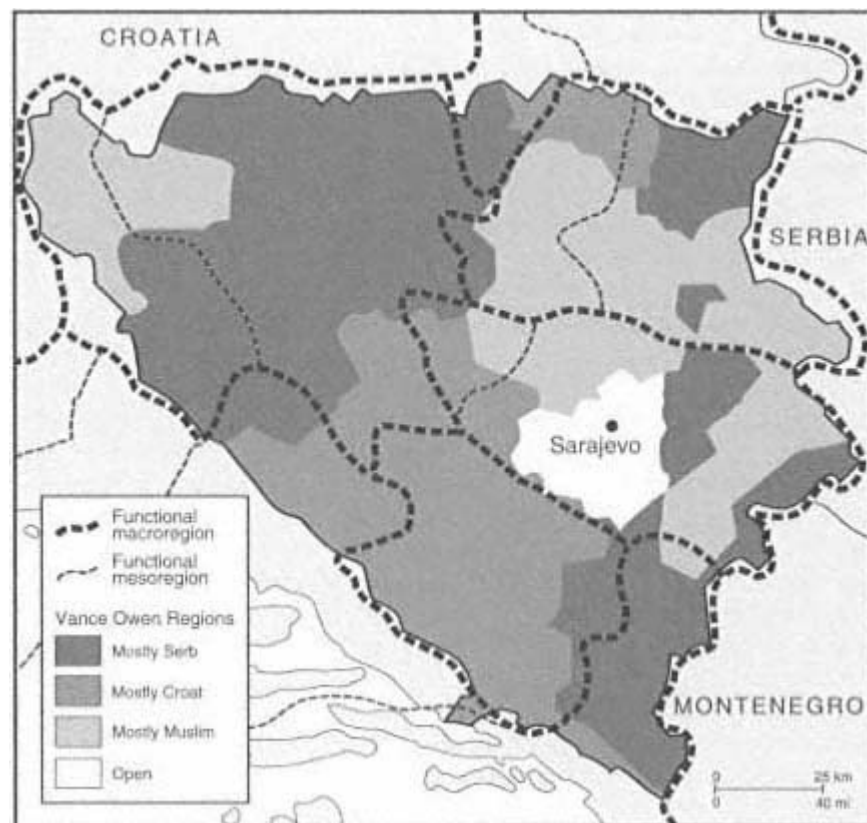 CROATIA
SERBIA
Sarajevo
MONTENEGRO
Functional
macroregion
Functional
mesoregion
Vance Owen Regions
Mostly Serb
Mostly Croat
Mostly Muslim
Open
0 25 km
0 40 mi